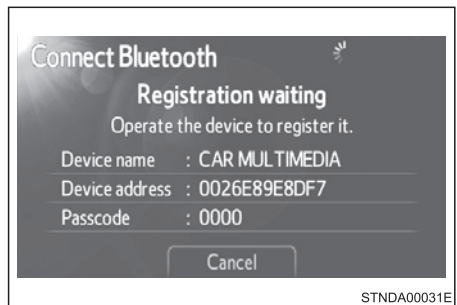 Connect Bluetooth
Registration waiting
Operate the device to register it.
Device name : CAR MULTIMEDIA
Device address : 0026E89E8DF7
Passcode : 0000
Cancel
STNDA00031E